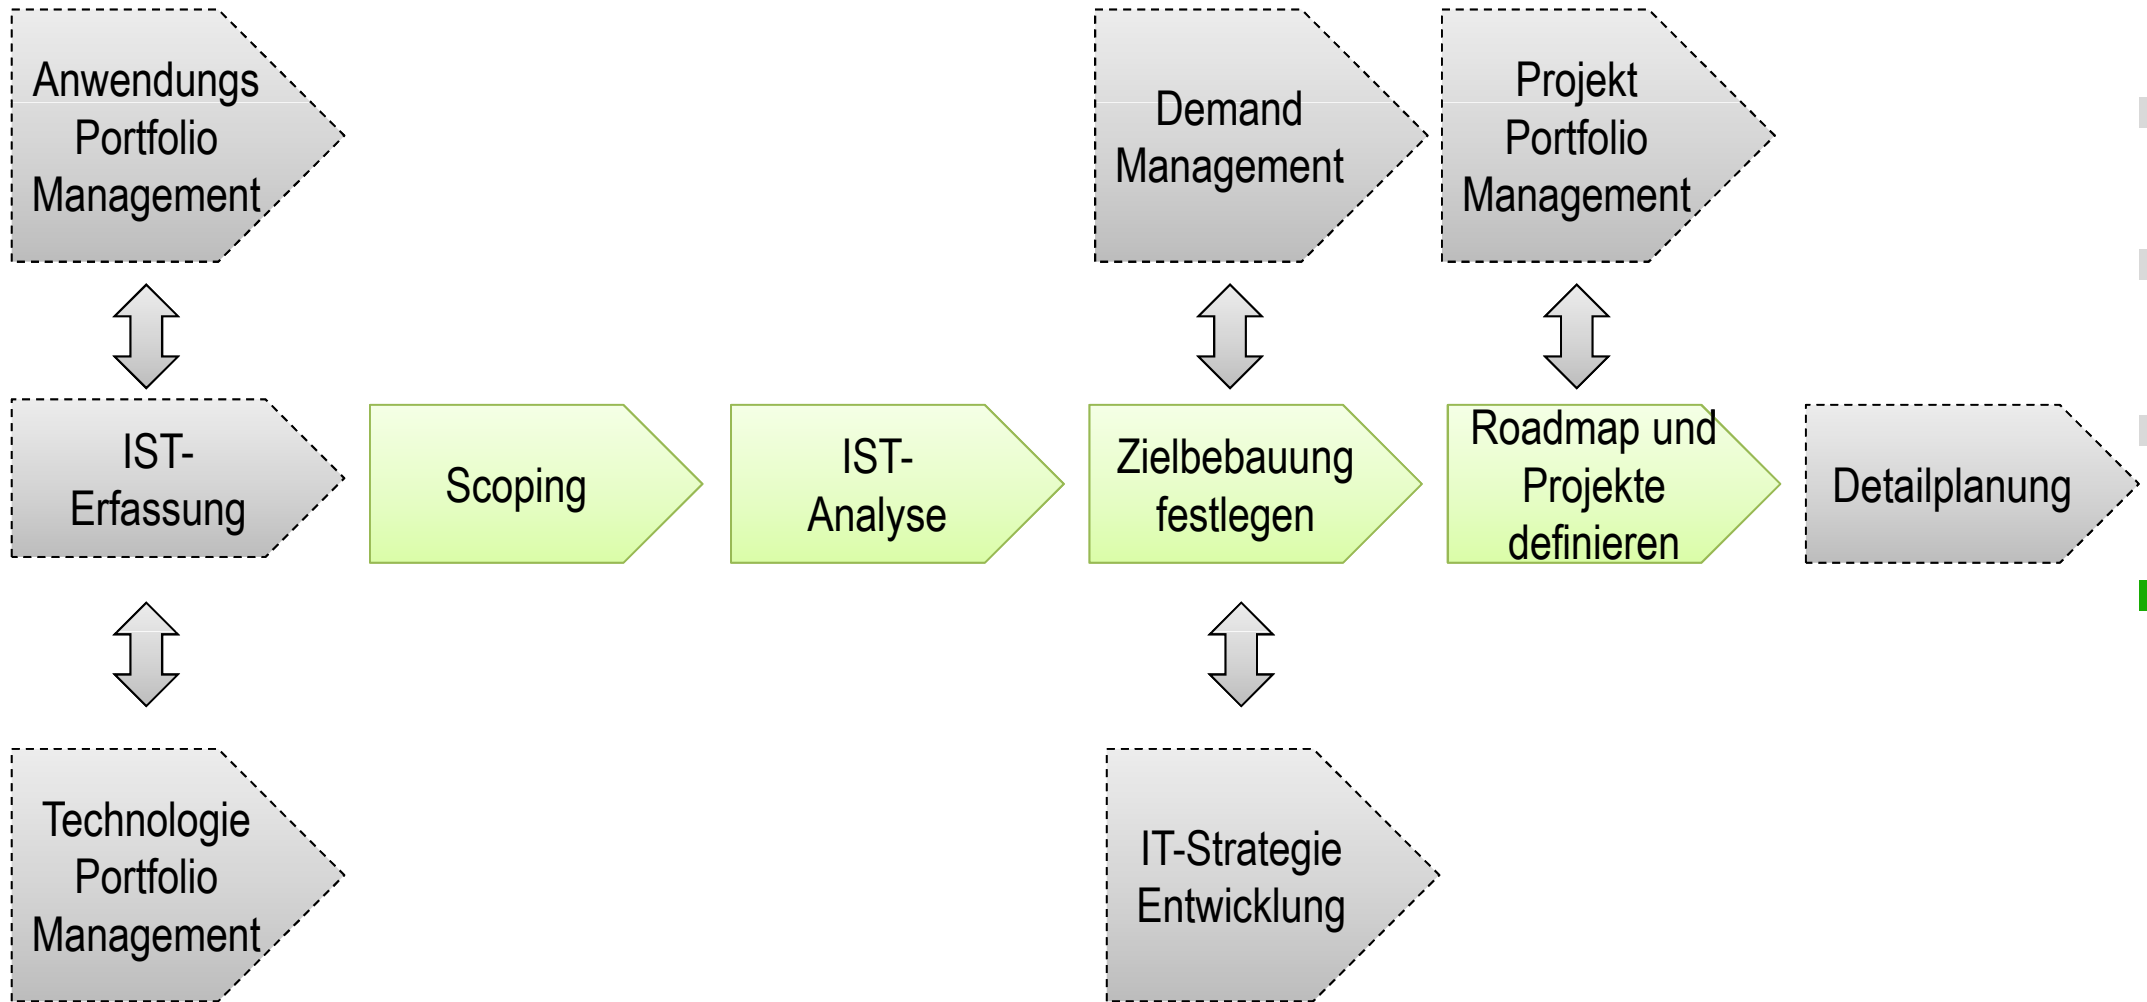 Anwendungs
Portfolio
Management
Demand
Management
Projekt
Portfolio
Management
IST-
Erfassung
Scoping
IST-
Analyse
Zielbebauung
festlegen
Roadmap und
Projekte
definieren
Detailplanung
Technologie
Portfolio
Management
IT-Strategie
Entwicklung